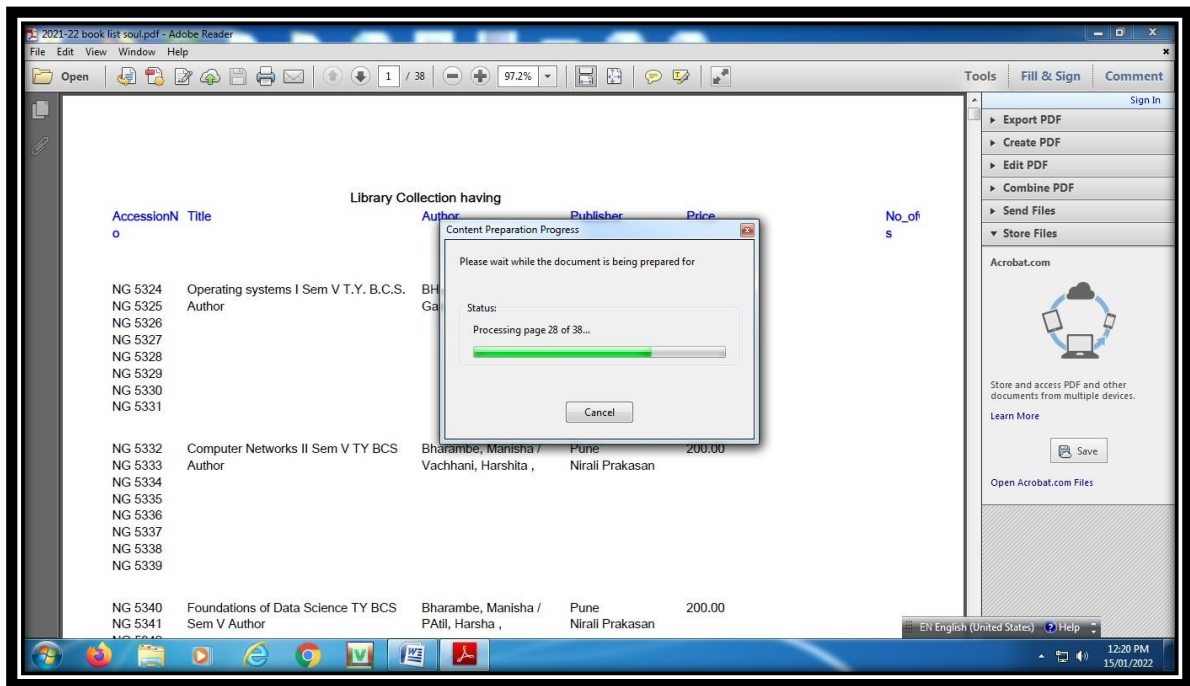 2021-22 book list soul.pdf - Adobe Reader
File Edit View Window Help
Open 1 / 38 97.2% Tools Fill & Sign Comment
Sign In
Export PDF
Create PDF
Edit PDF
Combine PDF
Send Files
Store Files
Acrobat.com
Store and access PDF and other
documents from multiple devices.
Learn More
Save
Open Acrobat.com Files
Library Collection having
AccessionN Title Author Publisher Price No_of
o s
Content Preparation Progress
Please wait while the document is being prepared for
Status:
Processing page 28 of 38...
Cancel
NG 5324 Operating systems I Sem V T.Y. B.C.S. BH
NG 5325 Author Ga
NG 5326
NG 5327
NG 5328
NG 5329
NG 5330
NG 5331
NG 5332 Computer Networks II Sem V TY BCS Bharambe, Manisha / Pune 200.00
NG 5333 Author Vachhani, Harshita , Nirali Prakasan
NG 5334
NG 5335
NG 5336
NG 5337
NG 5338
NG 5339
NG 5340 Foundations of Data Science TY BCS Bharambe, Manisha / Pune 200.00
NG 5341 Sem V Author PAtil, Harsha , Nirali Prakasan
EN English (United States) Help
12:20 PM
15/01/2022